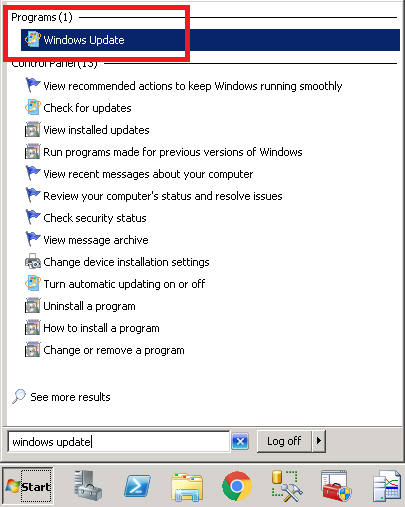 Programs (1)
Windows Update
Control Panel (13)
View recommended actions to keep Windows running smoothly
Check for updates
View installed updates
Run programs made for previous versions of Windows
View recent messages about your computer
Review your computer's status and resolve issues
Check security status
View message archive
Change device installation settings
Turn automatic updating on or off
Uninstall a program
How to install a program
Change or remove a program
See more results
windows update
Log off
Start